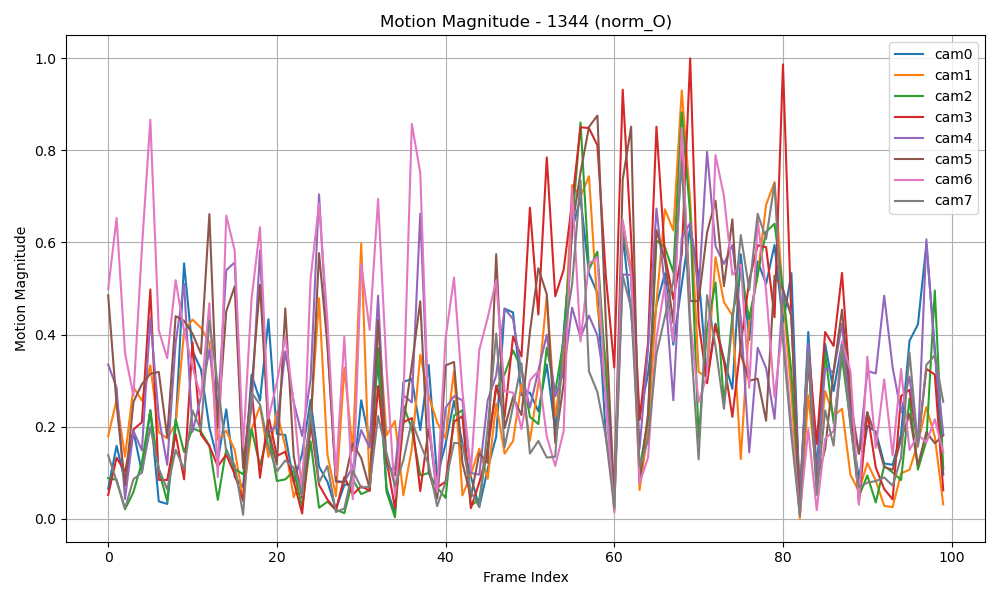 Motion Magnitude - 1344 (norm_O)
1.0
0.8
0.6
0.4
0.2
0.0
Motion Magnitude
0
20
40
60
80
100
Frame Index
cam0
cam1
cam2
cam3
cam4
cam5
cam6
cam7